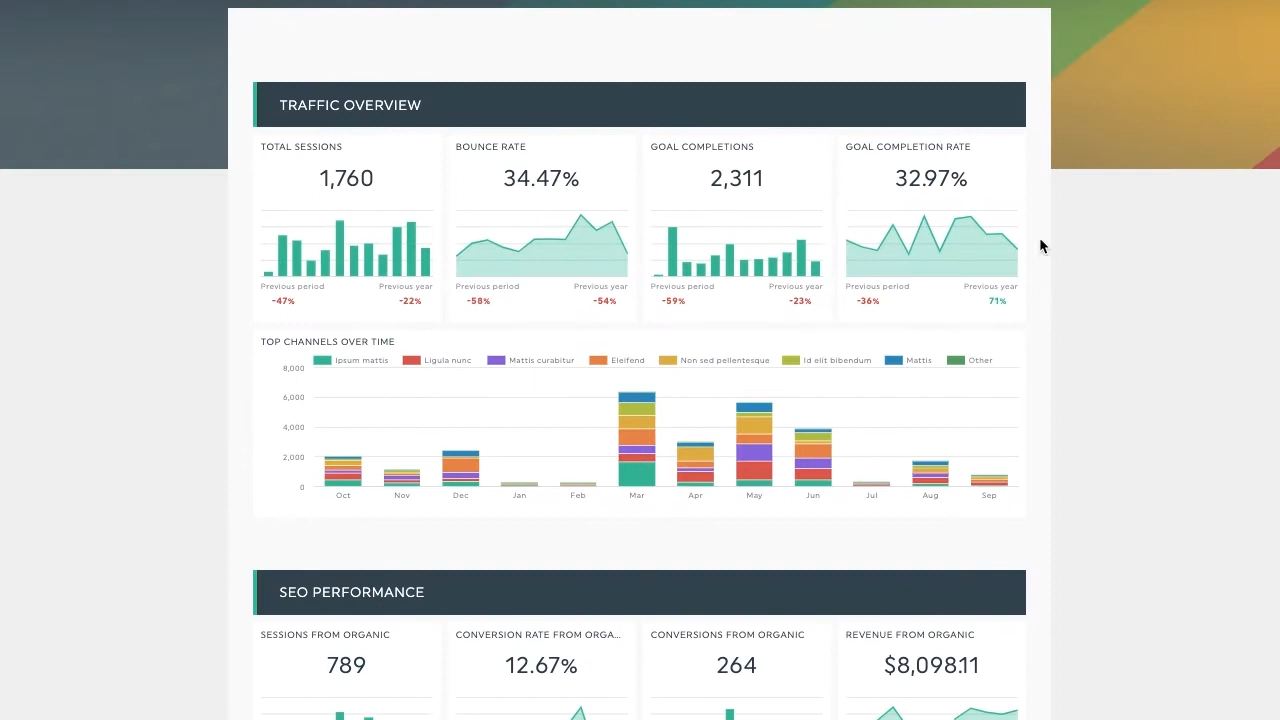 TRAFFIC OVERVIEW
TOTAL SESSIONS
1,760
Previous period
Previous year
-47%
-22%
BOUNCE RATE
34.47%
Previous period
Previous year
-58%
-54%
GOAL COMPLETIONS
2,311
Previous period
Previous year
-59%
-23%
GOAL COMPLETION RATE
32.97%
Previous period
Previous year
-36%
71%
TOP CHANNELS OVER TIME
Ipsum mattis
Ligula nunc
Mattis curabitur
Eleifend
Non sed pellentesque
Id elit bibendum
Mattis
Other
8,000
6,000
4,000
2,000
0
Oct
Nov
Dec
Jan
Feb
Mar
Apr
May
Jun
Jul
Aug
Sep
SEO PERFORMANCE
SESSIONS FROM ORGANIC
789
CONVERSION RATE FROM ORGA...
12.67%
CONVERSIONS FROM ORGANIC
264
REVENUE FROM ORGANIC
$8,098.11